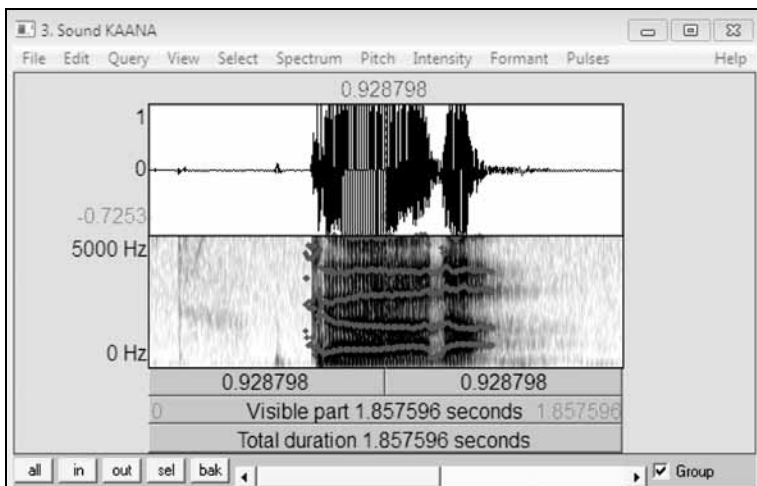 3. Sound KAANA
File Edit Query View Select Spectrum Pitch Intensity Formant Pulses Help
0.928798
1
0
-0.7253
5000 Hz
0 Hz
0.928798 0.928798
0 Visible part 1.857596 seconds 1.857596
Total duration 1.857596 seconds
all in out sel bak Group